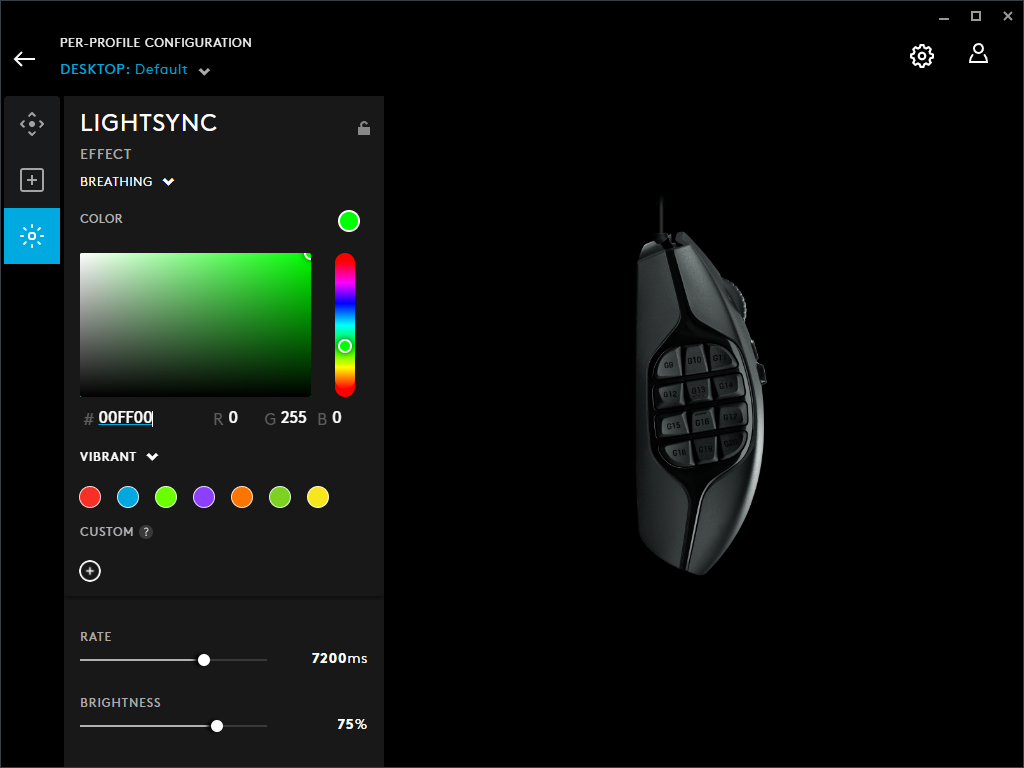 PER-PROFILE CONFIGURATION
DESKTOP: Default
LIGHTSYNC
EFFECT
BREATHING
COLOR
# 00FF00 R 0 G 255 B 0
VIBRANT
CUSTOM ?
RATE
7200ms
BRIGHTNESS
75%
G9 G10 G11
G12 G13 G14
G15 G16 G17
G18 G19 G20